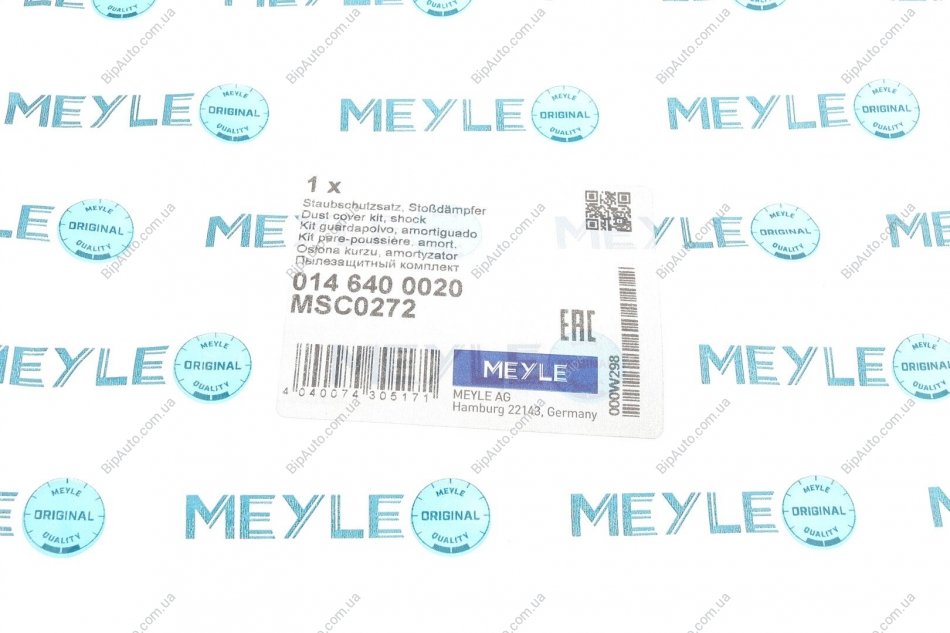 MEYLE ORIGINAL QUALITY
1 x
Staubschutzsatz, Stoßdämpfer
Dust cover kit, shock
Kit guardapolvo, amortiguado
Kit pare-poussière, amort.
Osłona kurzu, amortyzator
Пылезащитный комплект
014 640 0020
MSC0272
EAC
MEYLE
MEYLE AG
Hamburg 22143, Germany
4 040074 305171
000W298
BipAuto.com.ua